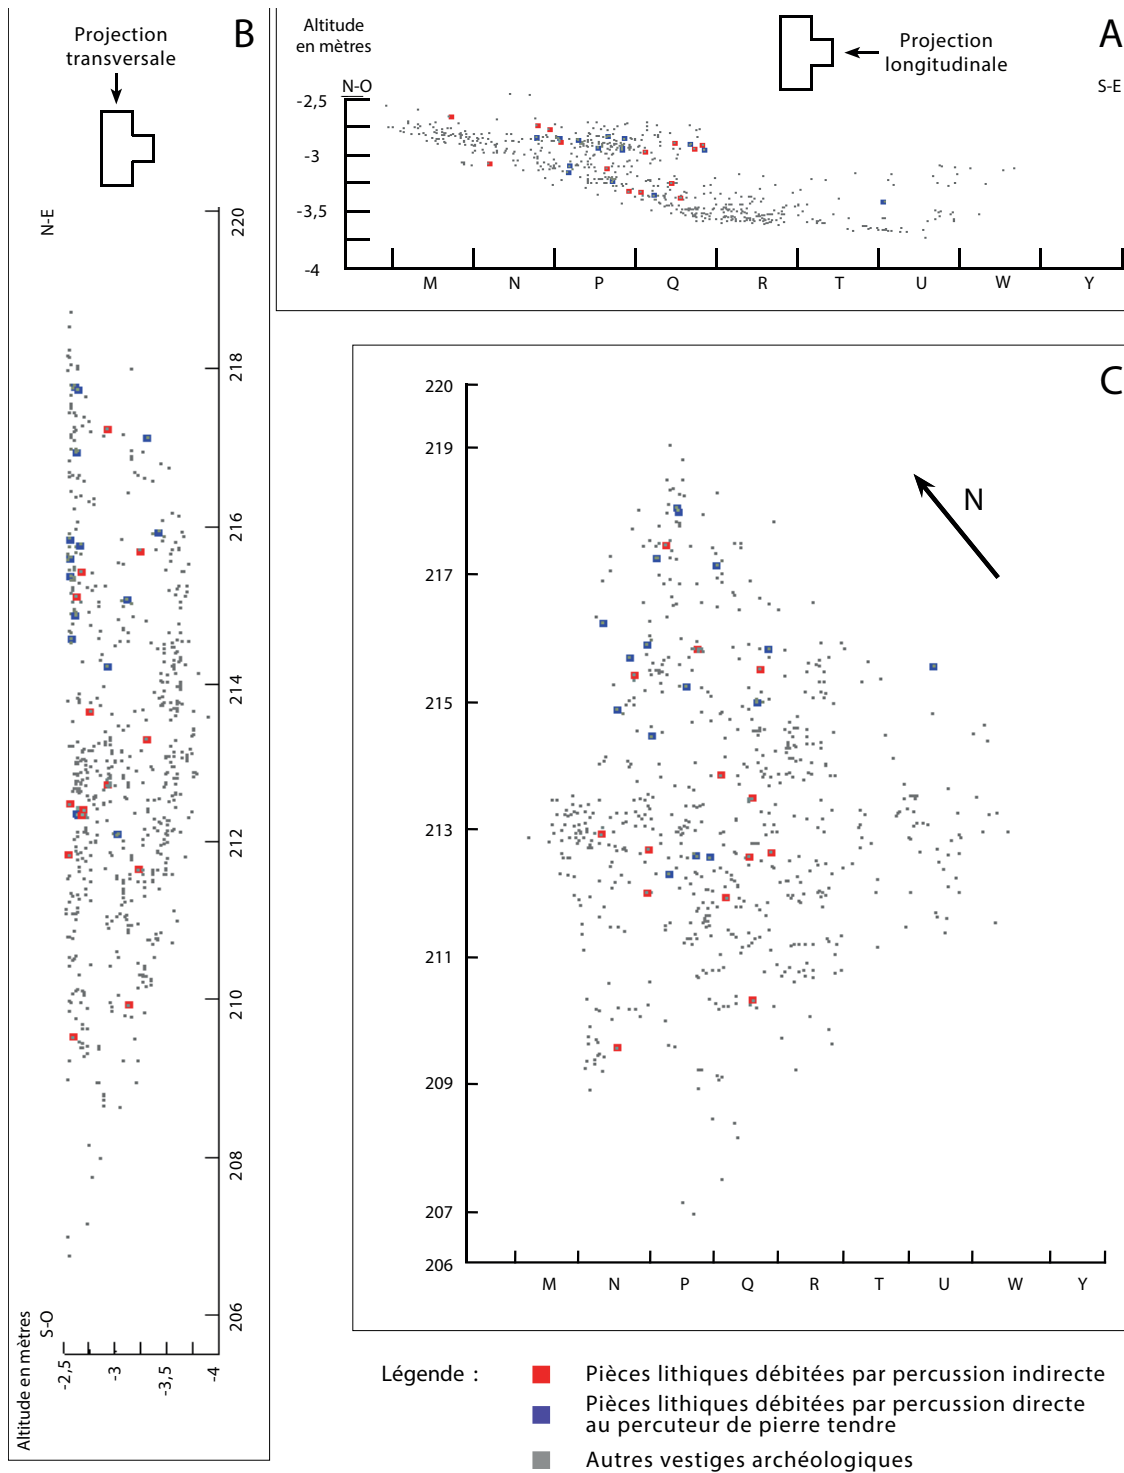 Projection
transversale
B
N-E
220
218
216
214
212
210
208
206
S-O
Altitude en mètres
-2,5
-3
-3,5
-4
Altitude
en mètres
Projection
longitudinale
A
N-O
S-E
-2,5
-3
-3,5
-4
M N P Q R T U W Y
C
N
220
219
217
215
213
211
209
207
206
M N P Q R T U W Y
Légende :
Pièces lithiques débitées par percussion indirecte
Pièces lithiques débitées par percussion directe
au percuteur de pierre tendre
Autres vestiges archéologiques